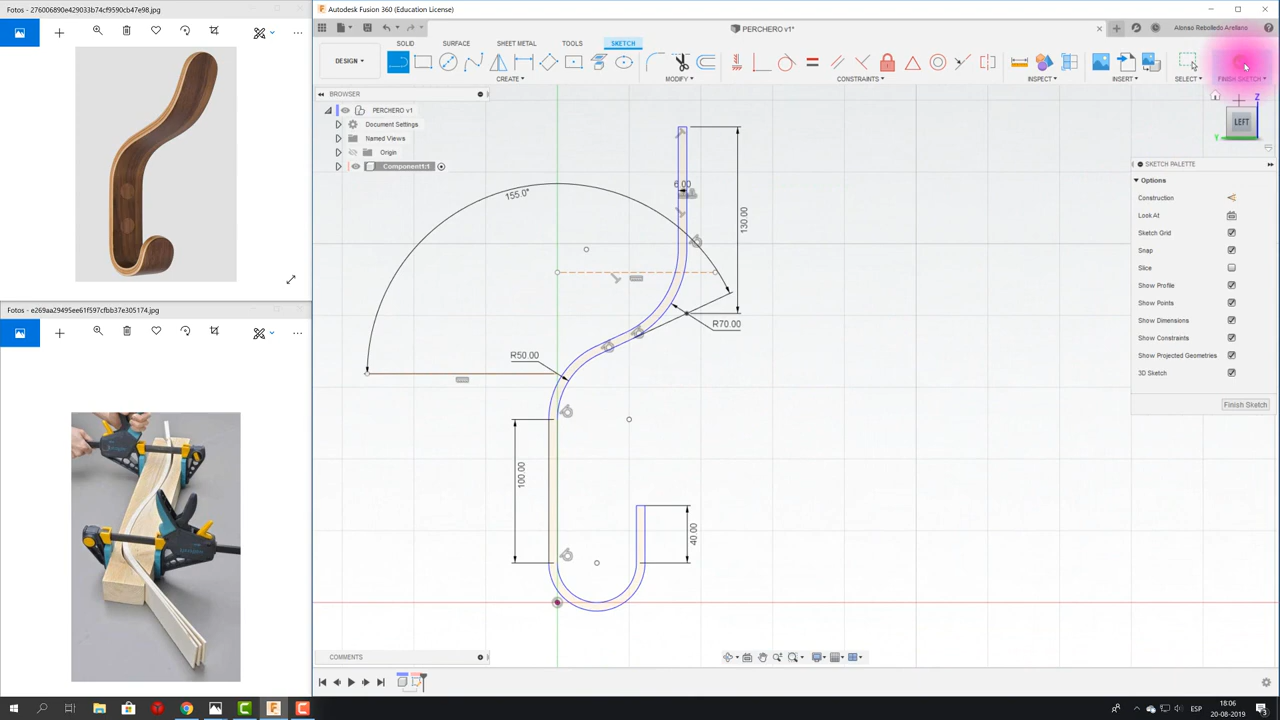 Fotos - 276006890e429033b74cf9590cb47e98.jpg
Fotos - e269aa29495ee61f597cfbb37e305174.jpg
Autodesk Fusion 360 (Education License)
PERCHERO v1*
Alonso Rebolledo Arellano
SOLID
SURFACE
SHEET METAL
TOOLS
SKETCH
DESIGN
CREATE
MODIFY
CONSTRAINTS
INSPECT
INSERT
SELECT
FINISH SKETCH
BROWSER
PERCHERO v1
Document Settings
Named Views
Origin
Component1:1
Z
LEFT
Y
SKETCH PALETTE
Options
Construction
Look At
Sketch Grid
Snap
Slice
Show Profile
Show Points
Show Dimensions
Show Constraints
Show Projected Geometries
3D Sketch
Finish Sketch
155.0°
6.00
130.00
R70.00
R50.00
100.00
40.00
COMMENTS
ESP
18:06
20-08-2019
3